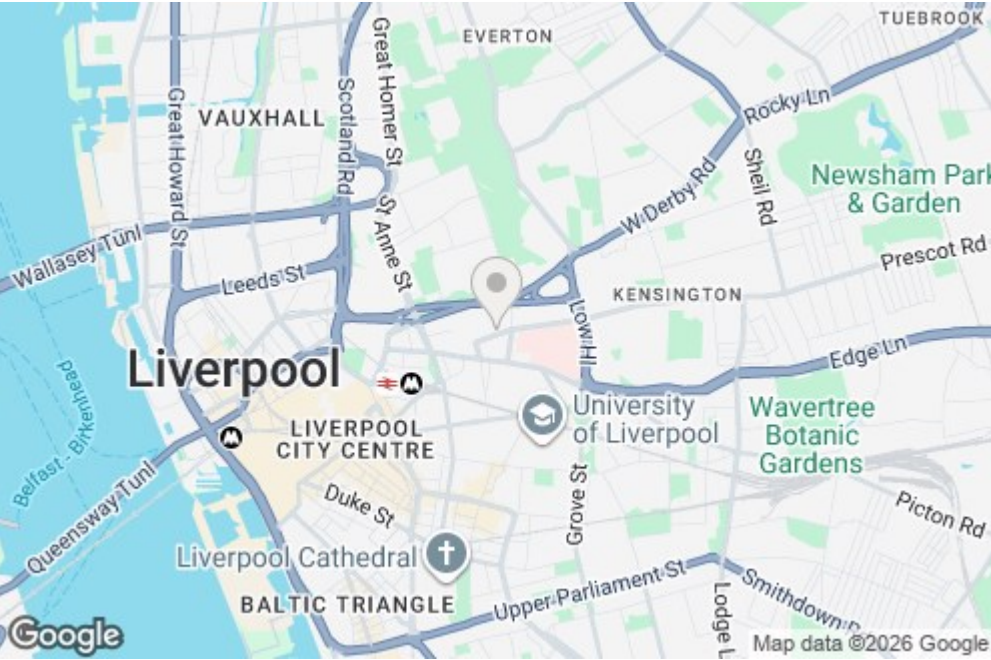 TUEBROOK
EVERTON
Great Homer St
Scotland Rd
Great Howard St
VAUXHALL
Rocky Ln
Sheil Rd
W Derby Rd
Newsham Park
& Garden
St Anne St
Wallasey Tunl
Leeds St
Prescot Rd
KENSINGTON
Low Hl
Edge Ln
Liverpool
Belfast - Birkenhead
LIVERPOOL
CITY CENTRE
University
of Liverpool
Wavertree
Botanic
Gardens
Queensway Tunl
Duke St
Grove St
Picton Rd
Liverpool Cathedral
BALTIC TRIANGLE
Upper Parliament St
Lodge L
Smithdown R
Google
Map data ©2026 Google